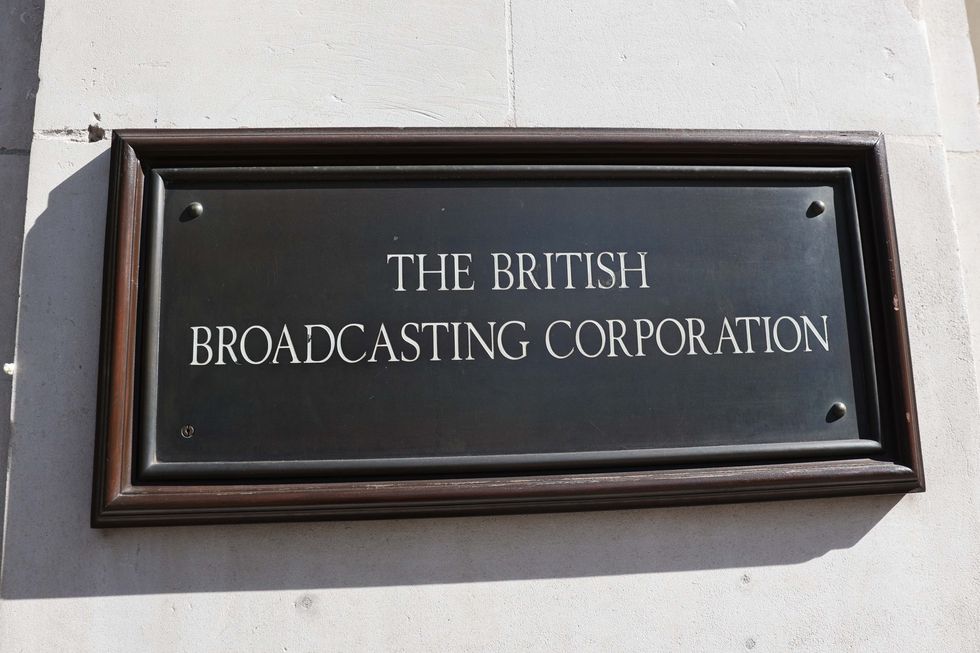 THE BRITISH
BROADCASTING CORPORATION